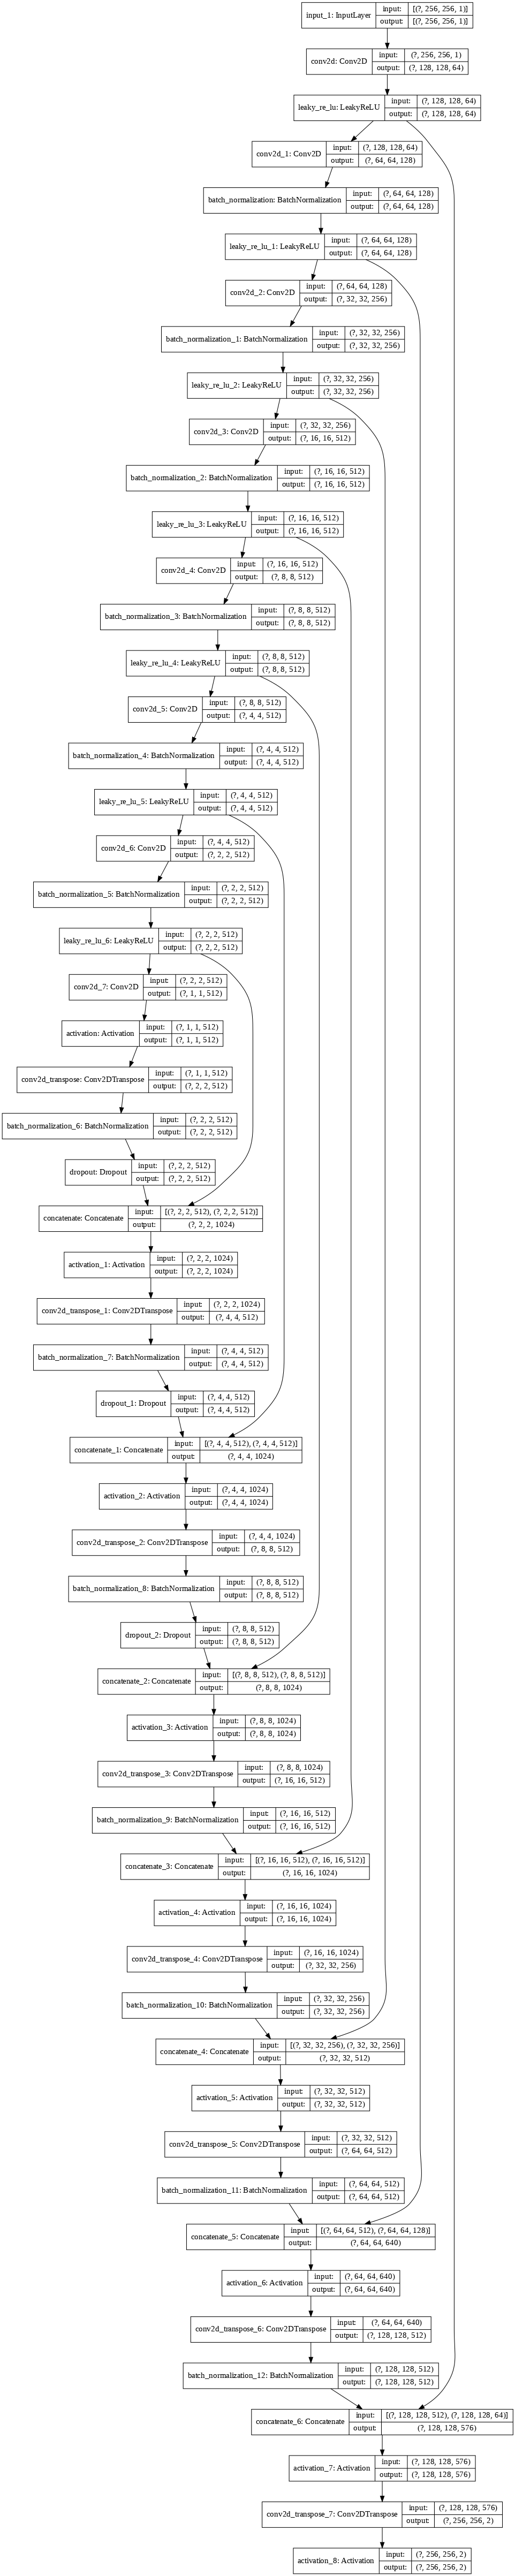 input_1: InputLayer input: [(?, 256, 256, 1)]
output: [(?, 256, 256, 1)]
conv2d: Conv2D input: (?, 256, 256, 1)
output: (?, 128, 128, 64)
leaky_re_lu: LeakyReLU input: (?, 128, 128, 64)
output: (?, 128, 128, 64)
conv2d_1: Conv2D input: (?, 128, 128, 64)
output: (?, 64, 64, 128)
batch_normalization: BatchNormalization input: (?, 64, 64, 128)
output: (?, 64, 64, 128)
leaky_re_lu_1: LeakyReLU input: (?, 64, 64, 128)
output: (?, 64, 64, 128)
conv2d_2: Conv2D input: (?, 64, 64, 128)
output: (?, 32, 32, 256)
batch_normalization_1: BatchNormalization input: (?, 32, 32, 256)
output: (?, 32, 32, 256)
leaky_re_lu_2: LeakyReLU input: (?, 32, 32, 256)
output: (?, 32, 32, 256)
conv2d_3: Conv2D input: (?, 32, 32, 256)
output: (?, 16, 16, 512)
batch_normalization_2: BatchNormalization input: (?, 16, 16, 512)
output: (?, 16, 16, 512)
leaky_re_lu_3: LeakyReLU input: (?, 16, 16, 512)
output: (?, 16, 16, 512)
conv2d_4: Conv2D input: (?, 16, 16, 512)
output: (?, 8, 8, 512)
batch_normalization_3: BatchNormalization input: (?, 8, 8, 512)
output: (?, 8, 8, 512)
leaky_re_lu_4: LeakyReLU input: (?, 8, 8, 512)
output: (?, 8, 8, 512)
conv2d_5: Conv2D input: (?, 8, 8, 512)
output: (?, 4, 4, 512)
batch_normalization_4: BatchNormalization input: (?, 4, 4, 512)
output: (?, 4, 4, 512)
leaky_re_lu_5: LeakyReLU input: (?, 4, 4, 512)
output: (?, 4, 4, 512)
conv2d_6: Conv2D input: (?, 4, 4, 512)
output: (?, 2, 2, 512)
batch_normalization_5: BatchNormalization input: (?, 2, 2, 512)
output: (?, 2, 2, 512)
leaky_re_lu_6: LeakyReLU input: (?, 2, 2, 512)
output: (?, 2, 2, 512)
conv2d_7: Conv2D input: (?, 2, 2, 512)
output: (?, 1, 1, 512)
activation: Activation input: (?, 1, 1, 512)
output: (?, 1, 1, 512)
conv2d_transpose: Conv2DTranspose input: (?, 1, 1, 512)
output: (?, 2, 2, 512)
batch_normalization_6: BatchNormalization input: (?, 2, 2, 512)
output: (?, 2, 2, 512)
dropout: Dropout input: (?, 2, 2, 512)
output: (?, 2, 2, 512)
concatenate: Concatenate input: [(?, 2, 2, 512), (?, 2, 2, 512)]
output: (?, 2, 2, 1024)
activation_1: Activation input: (?, 2, 2, 1024)
output: (?, 2, 2, 1024)
conv2d_transpose_1: Conv2DTranspose input: (?, 2, 2, 1024)
output: (?, 4, 4, 512)
batch_normalization_7: BatchNormalization input: (?, 4, 4, 512)
output: (?, 4, 4, 512)
dropout_1: Dropout input: (?, 4, 4, 512)
output: (?, 4, 4, 512)
concatenate_1: Concatenate input: [(?, 4, 4, 512), (?, 4, 4, 512)]
output: (?, 4, 4, 1024)
activation_2: Activation input: (?, 4, 4, 1024)
output: (?, 4, 4, 1024)
conv2d_transpose_2: Conv2DTranspose input: (?, 4, 4, 1024)
output: (?, 8, 8, 512)
batch_normalization_8: BatchNormalization input: (?, 8, 8, 512)
output: (?, 8, 8, 512)
dropout_2: Dropout input: (?, 8, 8, 512)
output: (?, 8, 8, 512)
concatenate_2: Concatenate input: [(?, 8, 8, 512), (?, 8, 8, 512)]
output: (?, 8, 8, 1024)
activation_3: Activation input: (?, 8, 8, 1024)
output: (?, 8, 8, 1024)
conv2d_transpose_3: Conv2DTranspose input: (?, 8, 8, 1024)
output: (?, 16, 16, 512)
batch_normalization_9: BatchNormalization input: (?, 16, 16, 512)
output: (?, 16, 16, 512)
concatenate_3: Concatenate input: [(?, 16, 16, 512), (?, 16, 16, 512)]
output: (?, 16, 16, 1024)
activation_4: Activation input: (?, 16, 16, 1024)
output: (?, 16, 16, 1024)
conv2d_transpose_4: Conv2DTranspose input: (?, 16, 16, 1024)
output: (?, 32, 32, 256)
batch_normalization_10: BatchNormalization input: (?, 32, 32, 256)
output: (?, 32, 32, 256)
concatenate_4: Concatenate input: [(?, 32, 32, 256), (?, 32, 32, 256)]
output: (?, 32, 32, 512)
activation_5: Activation input: (?, 32, 32, 512)
output: (?, 32, 32, 512)
conv2d_transpose_5: Conv2DTranspose input: (?, 32, 32, 512)
output: (?, 64, 64, 512)
batch_normalization_11: BatchNormalization input: (?, 64, 64, 512)
output: (?, 64, 64, 512)
concatenate_5: Concatenate input: [(?, 64, 64, 512), (?, 64, 64, 128)]
output: (?, 64, 64, 640)
activation_6: Activation input: (?, 64, 64, 640)
output: (?, 64, 64, 640)
conv2d_transpose_6: Conv2DTranspose input: (?, 64, 64, 640)
output: (?, 128, 128, 512)
batch_normalization_12: BatchNormalization input: (?, 128, 128, 512)
output: (?, 128, 128, 512)
concatenate_6: Concatenate input: [(?, 128, 128, 512), (?, 128, 128, 64)]
output: (?, 128, 128, 576)
activation_7: Activation input: (?, 128, 128, 576)
output: (?, 128, 128, 576)
conv2d_transpose_7: Conv2DTranspose input: (?, 128, 128, 576)
output: (?, 256, 256, 2)
activation_8: Activation input: (?, 256, 256, 2)
output: (?, 256, 256, 2)